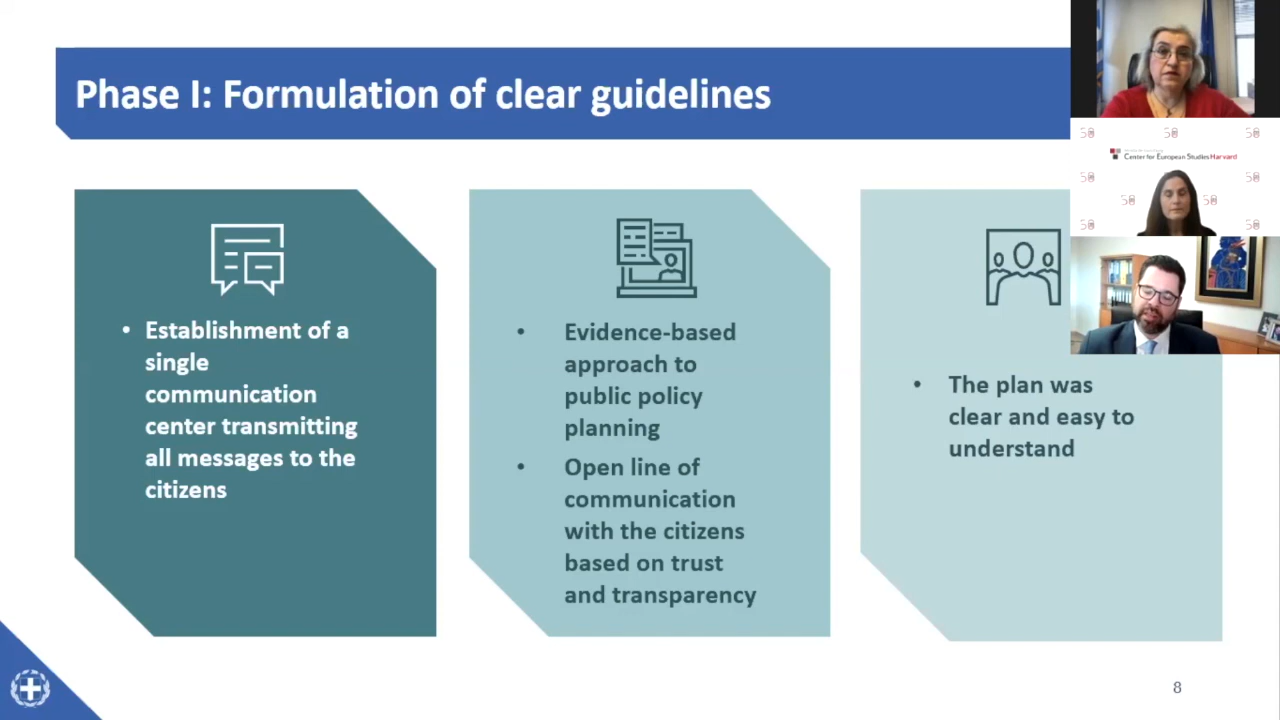 Phase I: Formulation of clear guidelines
• Establishment of a
single
communication
center transmitting
all messages to the
citizens
• Evidence-based
approach to
public policy
planning
• Open line of
communication
with the citizens
based on trust
and transparency
• The plan was
clear and easy to
understand
Center for European Studies Harvard
8